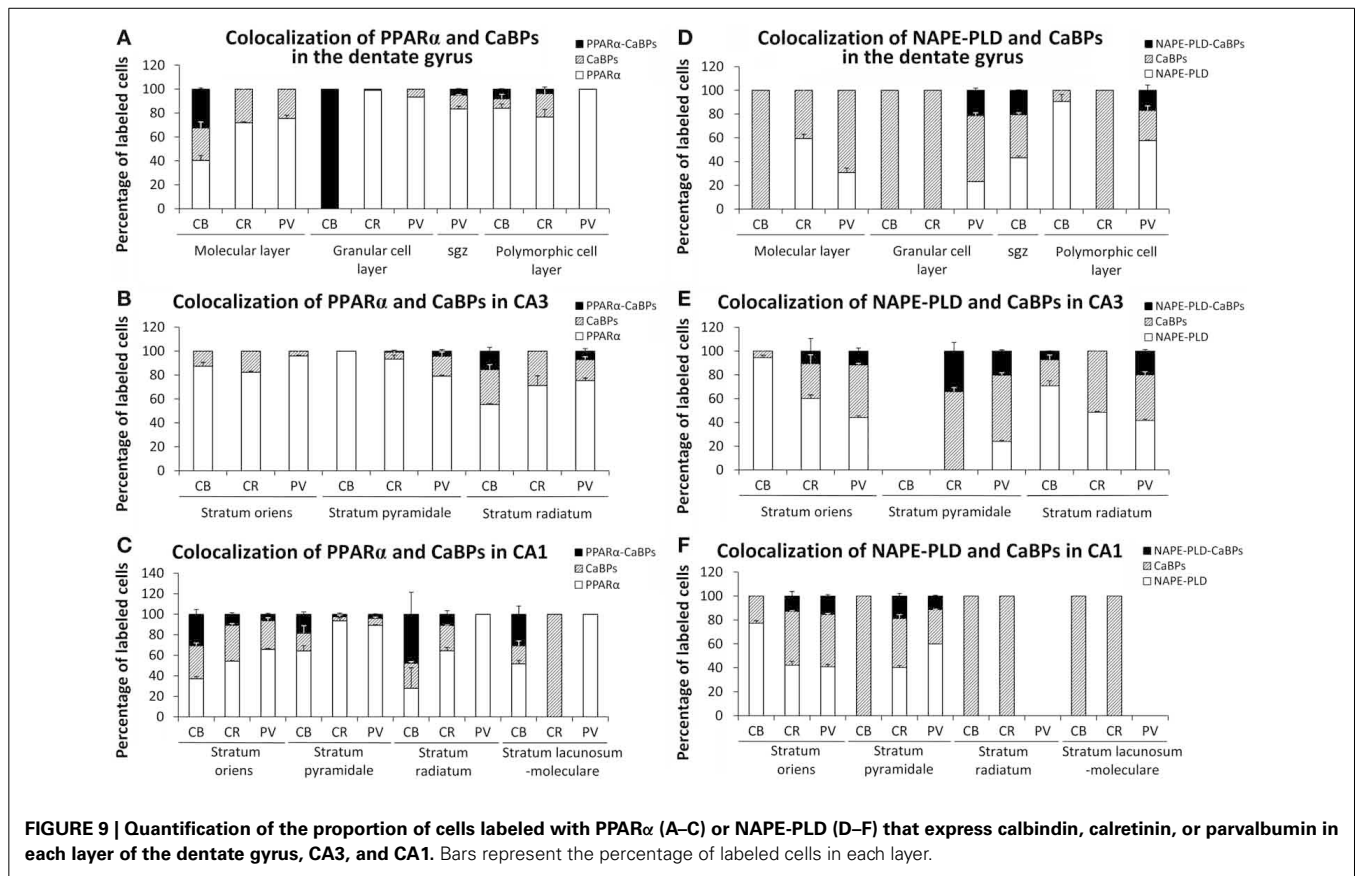 A
Colocalization of PPARα and CaBPs
in the dentate gyrus
■PPARα-CaBPs
CaBPs
□PPARα
Percentage of labeled cells
120
100
80
60
40
20
0
CB CR PV CB CR PV PV CB CR PV
Molecular layer Granular cell layer sgz Polymorphic cell layer
B
Colocalization of PPARα and CaBPs in CA3
■PPARα-CaBPs
CaBPs
□PPARα
Percentage of labeled cells
120
100
80
60
40
20
0
CB CR PV CB CR PV CB CR PV
Stratum oriens Stratum pyramidale Stratum radiatum
C
Colocalization of PPARα and CaBPs in CA1
■PPARα-CaBPs
CaBPs
□PPARα
Percentage of labeled cells
140
120
100
80
60
40
20
0
CB CR PV CB CR PV CB CR PV CB CR PV
Stratum oriens Stratum pyramidale Stratum radiatum Stratum lacunosum -moleculare
D
Colocalization of NAPE-PLD and CaBPs
in the dentate gyrus
■NAPE-PLD-CaBPs
CaBPs
□NAPE-PLD
Percentage of labeled cells
120
100
80
60
40
20
0
CB CR PV CB CR PV CB CB CR PV
Molecular layer Granular cell layer sgz Polymorphic cell layer
E
Colocalization of NAPE-PLD and CaBPs in CA3
■NAPE-PLD-CaBPs
CaBPs
□NAPE-PLD
Percentage of labeled cells
120
100
80
60
40
20
0
CB CR PV CB CR PV CB CR PV
Stratum oriens Stratum pyramidale Stratum radiatum
F
Colocalization of NAPE-PLD and CaBPs in CA1
■NAPE-PLD-CaBPs
CaBPs
□NAPE-PLD
Percentage of labeled cells
120
100
80
60
40
20
0
CB CR PV CB CR PV CB CR PV CB CR PV
Stratum oriens Stratum pyramidale Stratum radiatum Stratum lacunosum -moleculare
FIGURE 9 | Quantification of the proportion of cells labeled with PPARα (A–C) or NAPE-PLD (D–F) that express calbindin, calretinin, or parvalbumin in
each layer of the dentate gyrus, CA3, and CA1. Bars represent the percentage of labeled cells in each layer.